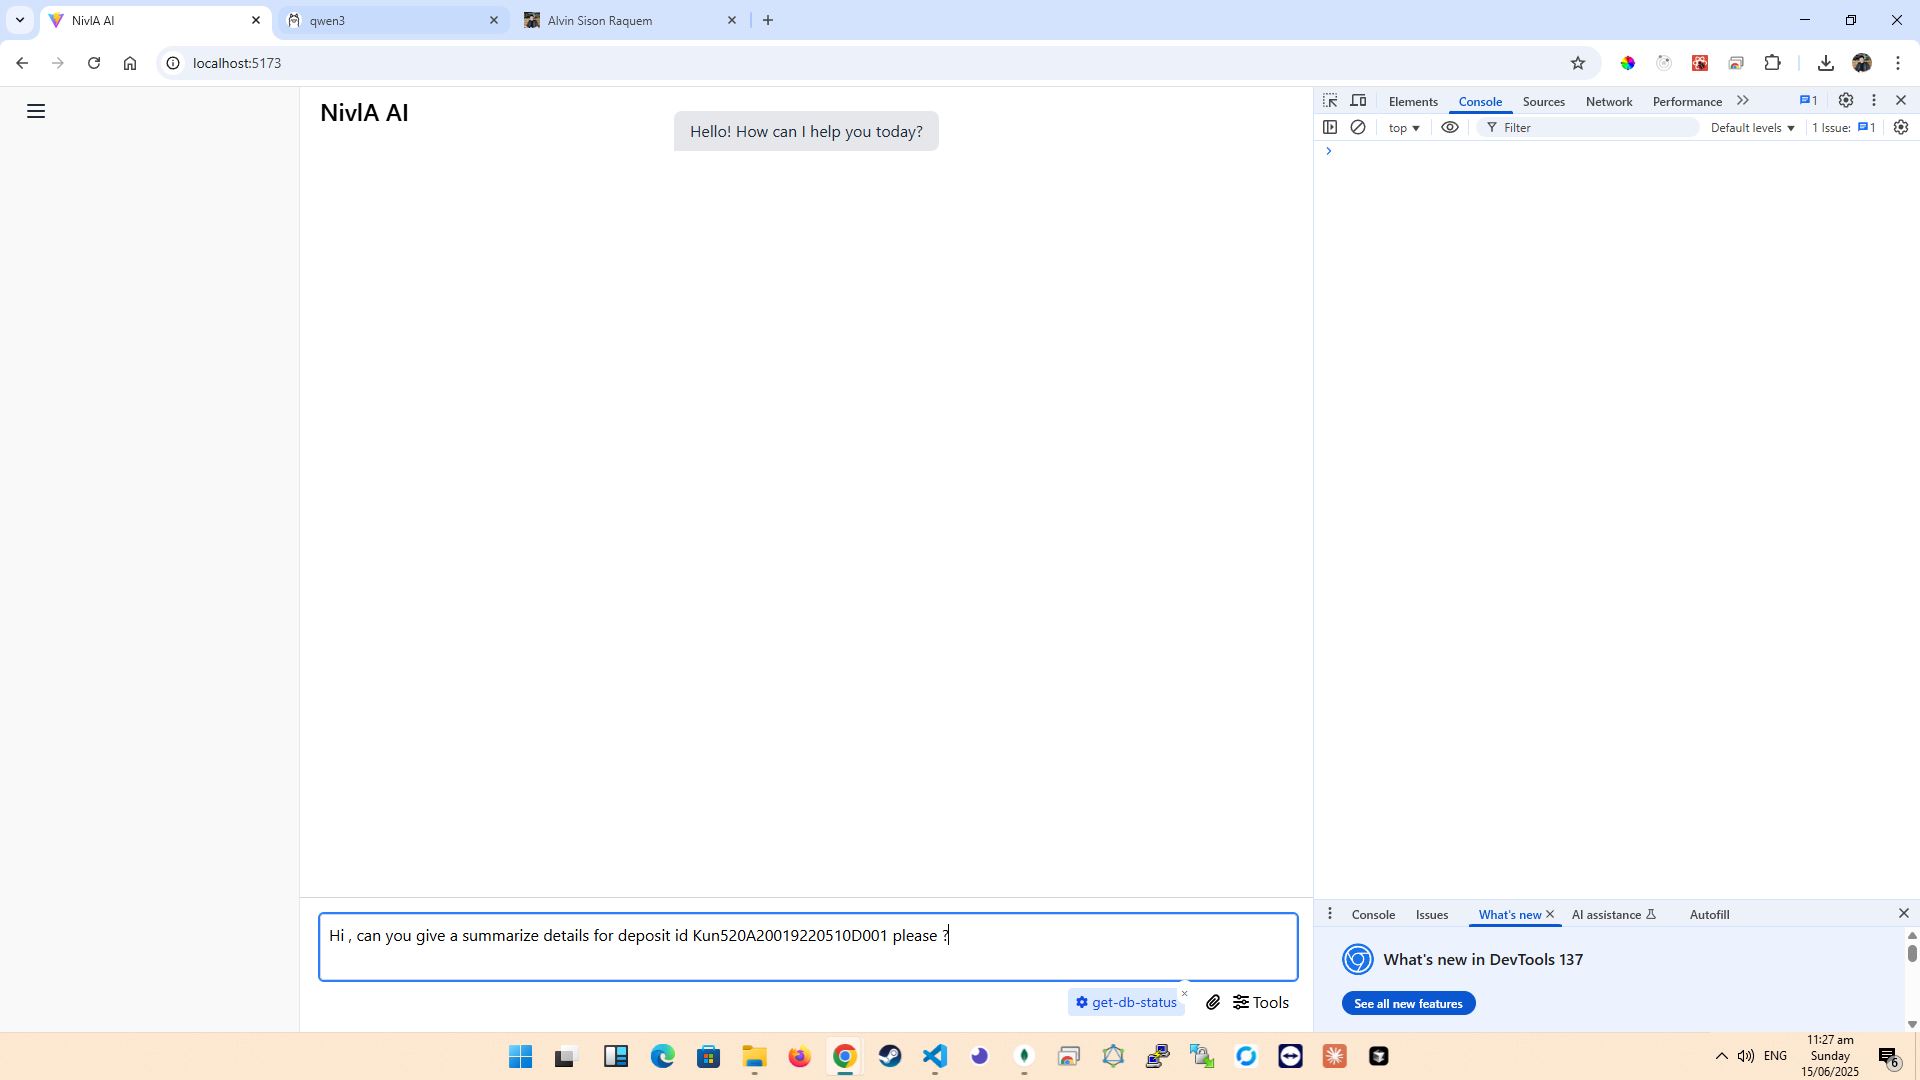 NivlA AI
qwen3
Alvin Sison Raquem
localhost:5173
NivlA AI
Hello! How can I help you today?
Elements
Console
Sources
Network
Performance
1
top
Filter
Default levels
1 Issue:
1
Hi , can you give a summarize details for deposit id Kun520A20019220510D001 please ?
get-db-status
Tools
Console
Issues
What's new
AI assistance
Autofill
What's new in DevTools 137
See all new features
ENG
11:27 am
Sunday
15/06/2025
6